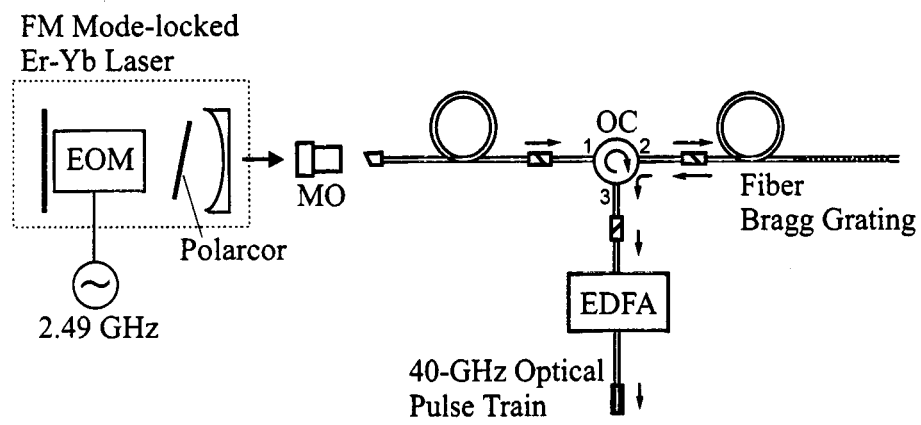 FM Mode-locked
Er-Yb Laser
EOM
Polarcor
2.49 GHz
MO
OC
1
2
3
Fiber
Bragg Grating
EDFA
40-GHz Optical
Pulse Train